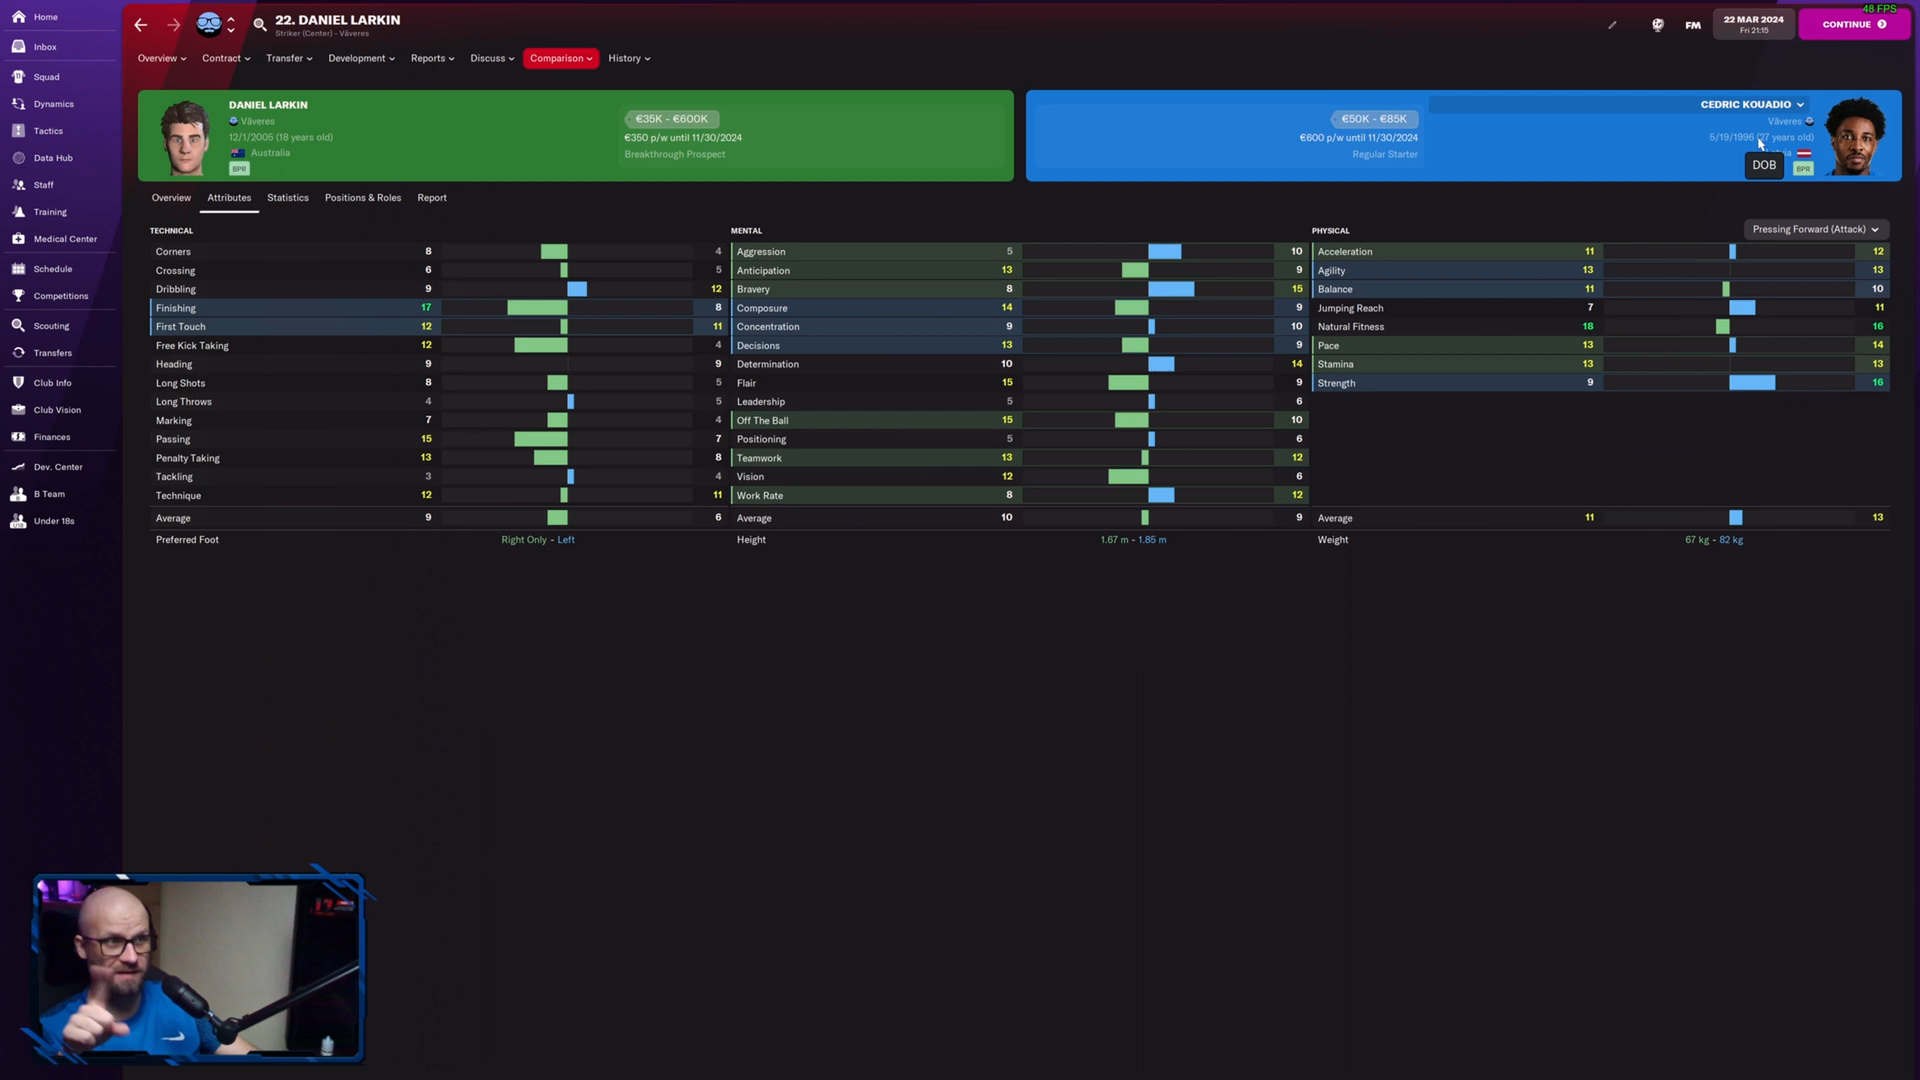 48 FPS
Home
Inbox
Squad
Dynamics
Tactics
Data Hub
Staff
Training
Medical Center
Schedule
Competitions
Scouting
Transfers
Club Info
Club Vision
Finances
Dev. Center
B Team
Under 18s
22. DANIEL LARKIN
Striker (Center) - Vāveres
FM
22 MAR 2024
Fri 21:15
CONTINUE
Overview Contract Transfer Development Reports Discuss Comparison History
DANIEL LARKIN
Vāveres
12/1/2005 (18 years old)
Australia
BPR
€35K - €600K
€350 p/w until 11/30/2024
Breakthrough Prospect
€50K - €85K
€600 p/w until 11/30/2024
Regular Starter
CEDRIC KOUADIO
Vāveres
5/19/1996 (27 years old)
DOB
BPR
Overview Attributes Statistics Positions & Roles Report
Pressing Forward (Attack)
TECHNICAL
Corners 8 4
Crossing 6 5
Dribbling 9 12
Finishing 17 8
First Touch 12 11
Free Kick Taking 12 4
Heading 9 9
Long Shots 8 5
Long Throws 4 5
Marking 7 4
Passing 15 7
Penalty Taking 13 8
Tackling 3 4
Technique 12 11
Average 9 6
Preferred Foot Right Only - Left
MENTAL
Aggression 5 10
Anticipation 13 9
Bravery 8 15
Composure 14 9
Concentration 9 10
Decisions 13 9
Determination 10 14
Flair 15 9
Leadership 5 6
Off The Ball 15 10
Positioning 5 6
Teamwork 13 12
Vision 12 6
Work Rate 8 12
Average 10 9
Height 1.67 m - 1.85 m
PHYSICAL
Acceleration 11 12
Agility 13 13
Balance 11 10
Jumping Reach 7 11
Natural Fitness 18 16
Pace 13 14
Stamina 13 13
Strength 9 16
Average 11 13
Weight 67 kg - 82 kg